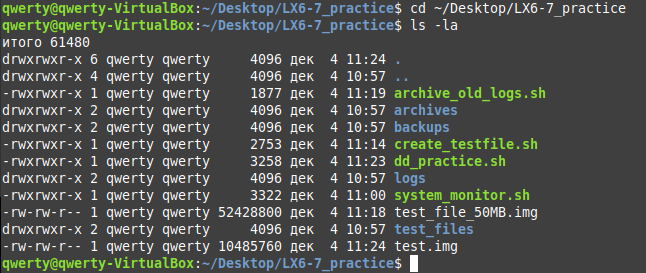 qwerty@qwerty-VirtualBox:~/Desktop/LX6-7_practice$ cd ~/Desktop/LX6-7_practice
qwerty@qwerty-VirtualBox:~/Desktop/LX6-7_practice$ ls -la
итого 61480
drwxrwxr-x 6 qwerty qwerty     4096 дек  4 11:24 .
drwxrwxr-x 4 qwerty qwerty     4096 дек  4 10:57 ..
-rwxrwxr-x 1 qwerty qwerty     1877 дек  4 11:19 archive_old_logs.sh
drwxrwxr-x 2 qwerty qwerty     4096 дек  4 10:57 archives
drwxrwxr-x 2 qwerty qwerty     4096 дек  4 10:57 backups
-rwxrwxr-x 1 qwerty qwerty     2753 дек  4 11:14 create_testfile.sh
-rwxrwxr-x 1 qwerty qwerty     3258 дек  4 11:23 dd_practice.sh
drwxrwxr-x 2 qwerty qwerty     4096 дек  4 10:57 logs
-rwxrwxr-x 1 qwerty qwerty     3322 дек  4 11:00 system_monitor.sh
-rw-rw-r-- 1 qwerty qwerty 52428800 дек  4 11:18 test_file_50MB.img
drwxrwxr-x 2 qwerty qwerty     4096 дек  4 10:57 test_files
-rw-rw-r-- 1 qwerty qwerty 10485760 дек  4 11:24 test.img
qwerty@qwerty-VirtualBox:~/Desktop/LX6-7_practice$